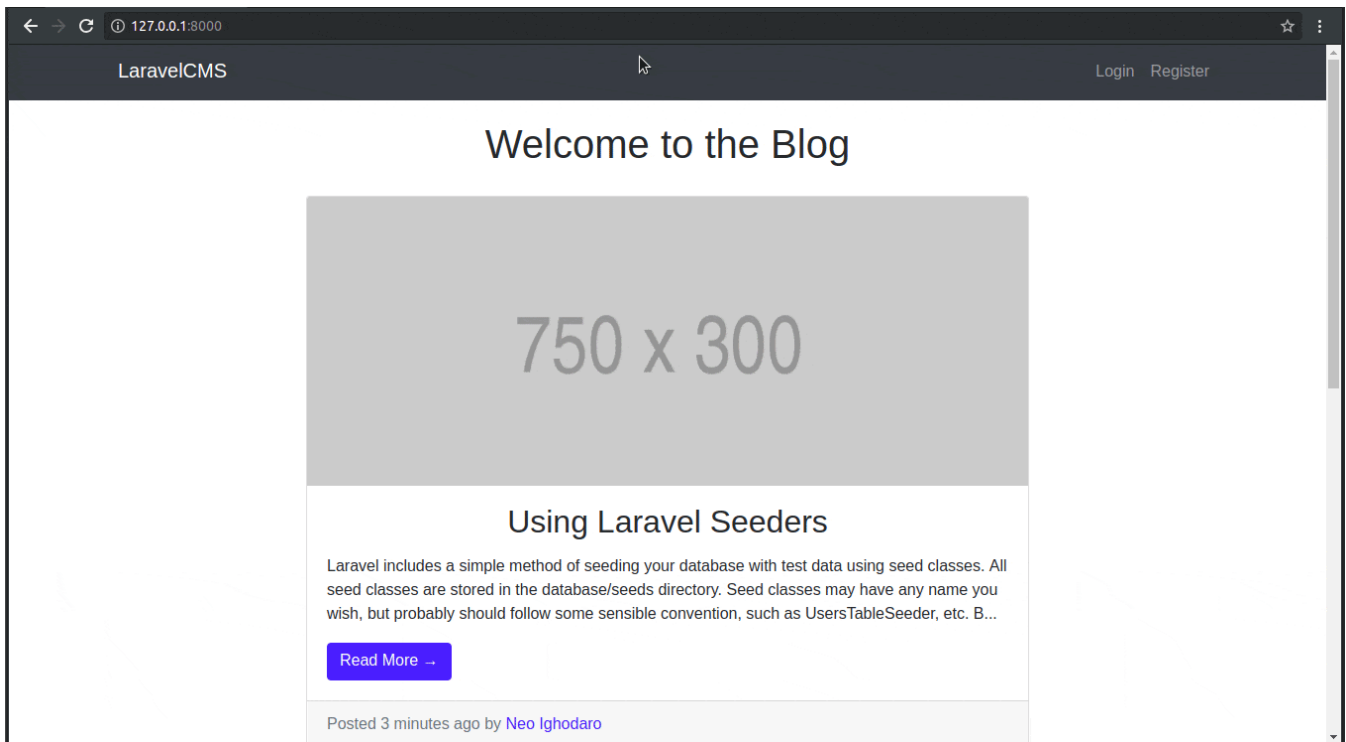 127.0.0.1:8000
LaravelCMS Login Register
Welcome to the Blog
750 x 300
Using Laravel Seeders
Laravel includes a simple method of seeding your database with test data using seed classes. All
seed classes are stored in the database/seeds directory. Seed classes may have any name you
wish, but probably should follow some sensible convention, such as UsersTableSeeder, etc. B...
Read More →
Posted 3 minutes ago by Neo Ighodaro